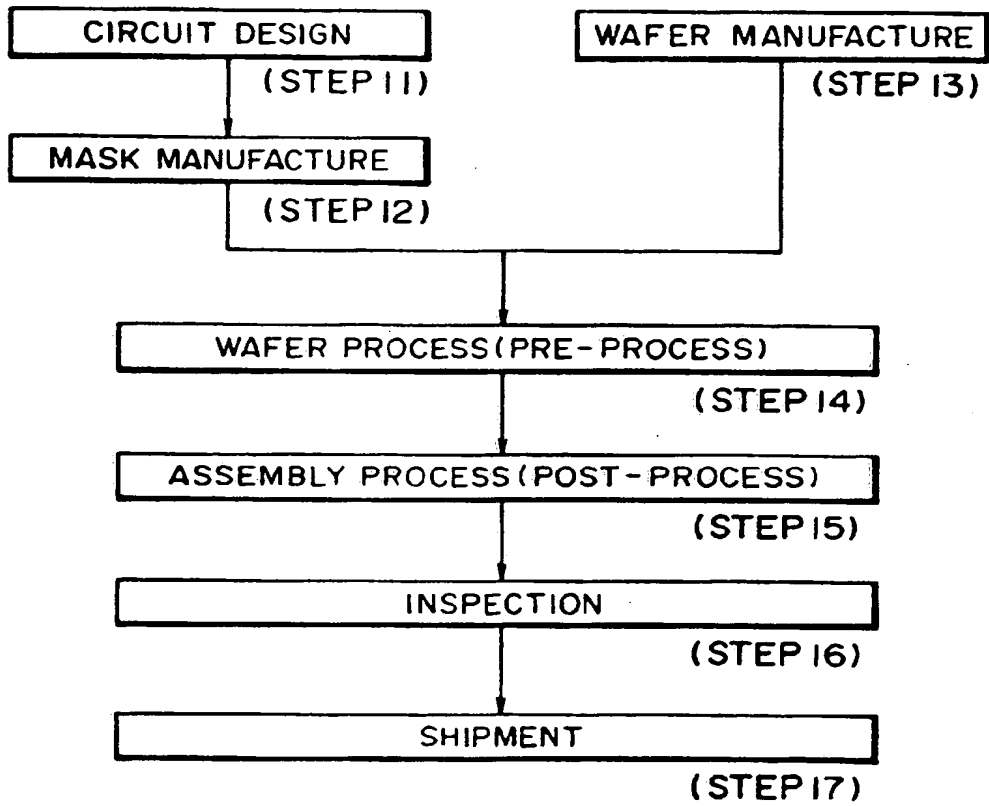 CIRCUIT DESIGN
(STEP 11)
WAFER MANUFACTURE
(STEP 13)
MASK MANUFACTURE
(STEP 12)
WAFER PROCESS (PRE-PROCESS)
(STEP 14)
ASSEMBLY PROCESS (POST-PROCESS)
(STEP 15)
INSPECTION
(STEP 16)
SHIPMENT
(STEP 17)